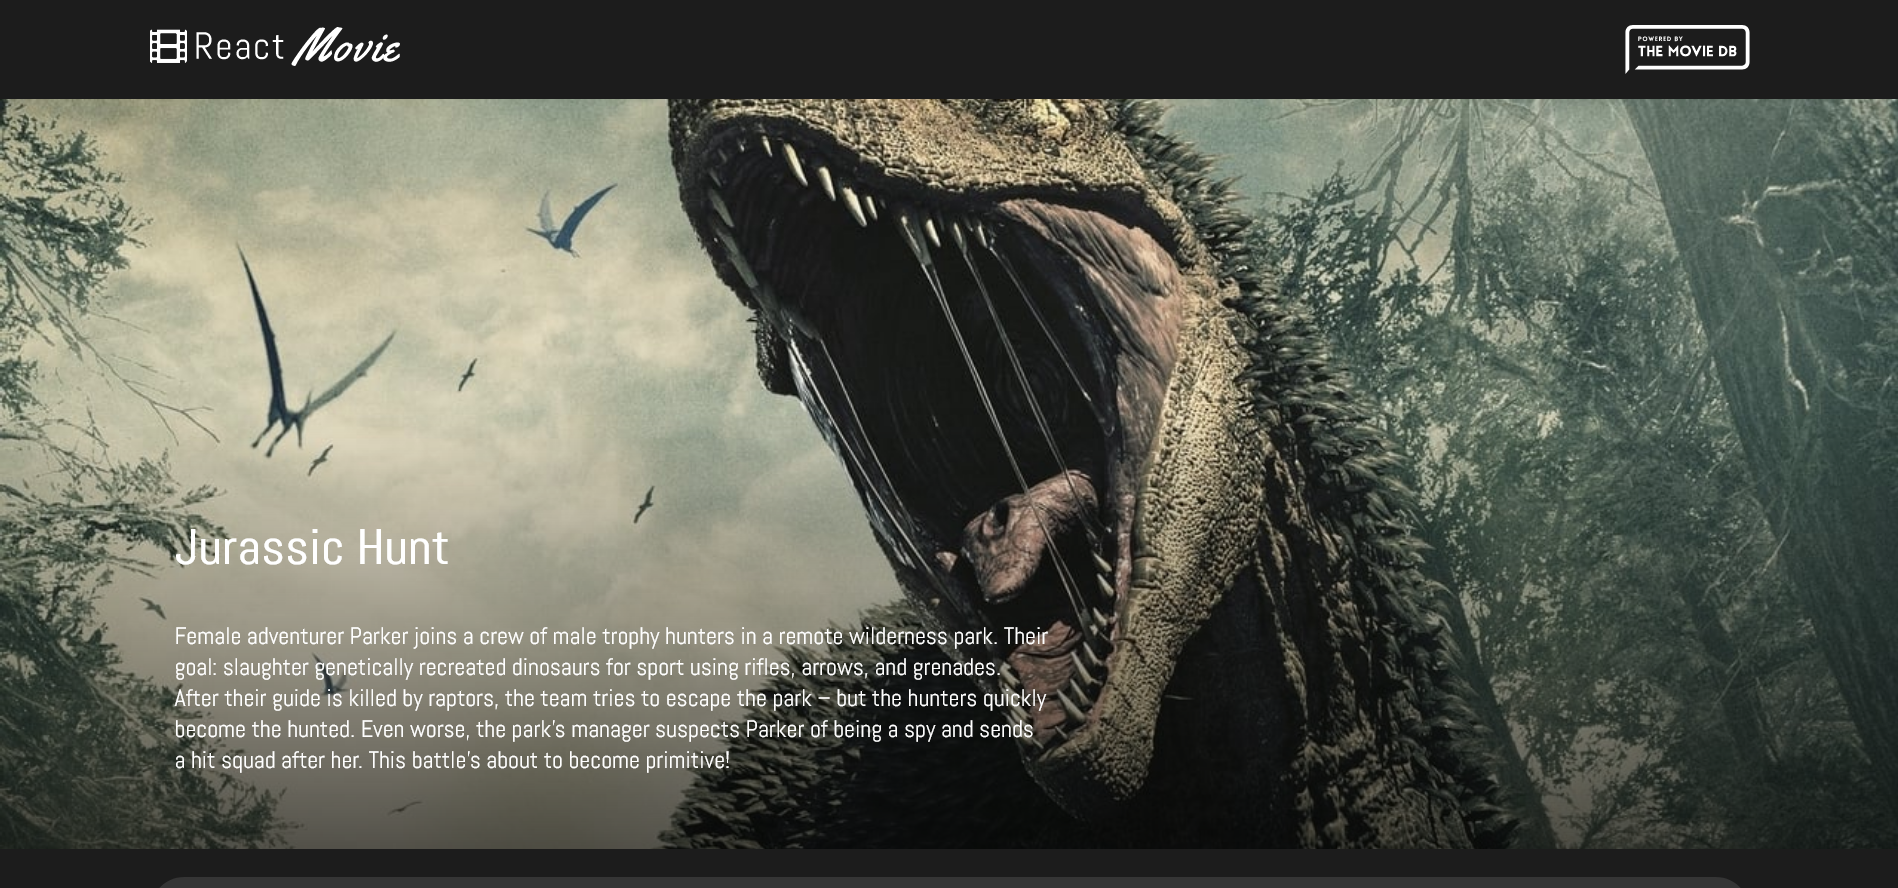 React Movie
POWERED BY
THE MOVIE DB
Jurassic Hunt
Female adventurer Parker joins a crew of male trophy hunters in a remote wilderness park. Their
goal: slaughter genetically recreated dinosaurs for sport using rifles, arrows, and grenades.
After their guide is killed by raptors, the team tries to escape the park – but the hunters quickly
become the hunted. Even worse, the park’s manager suspects Parker of being a spy and sends
a hit squad after her. This battle’s about to become primitive!